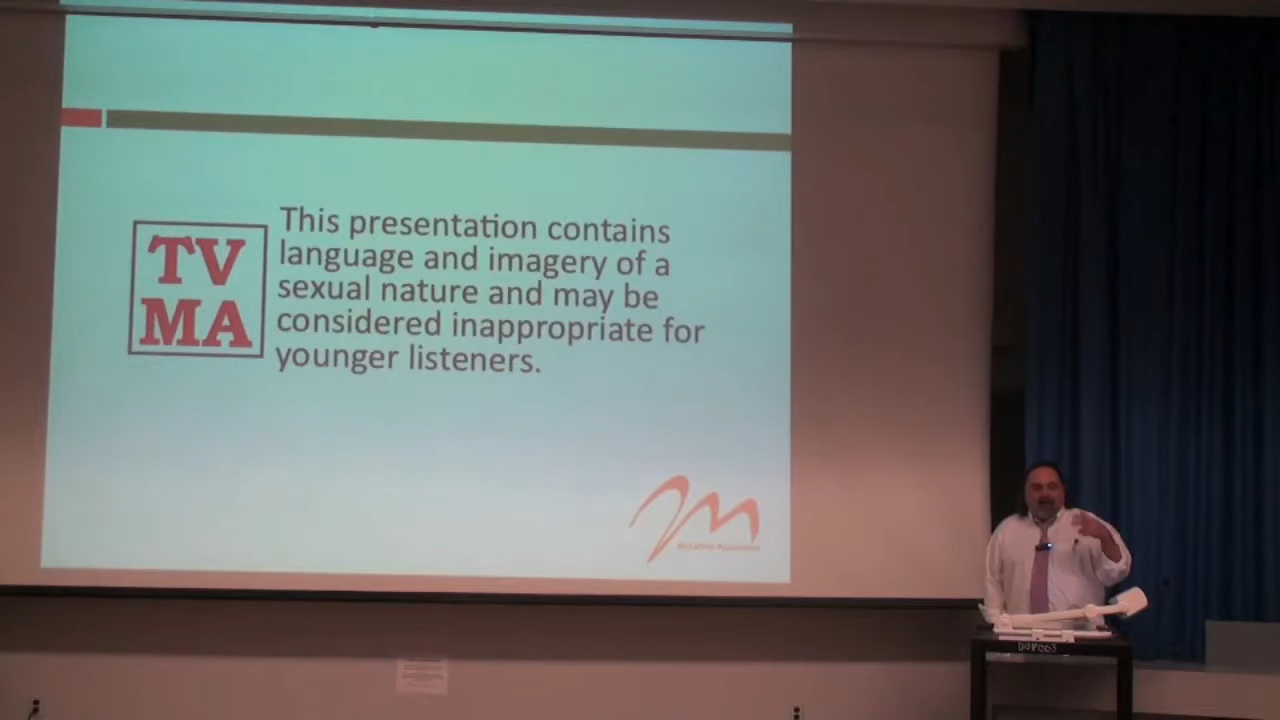 TV
MA
This presentation contains
language and imagery of a
sexual nature and may be
considered inappropriate for
younger listeners.